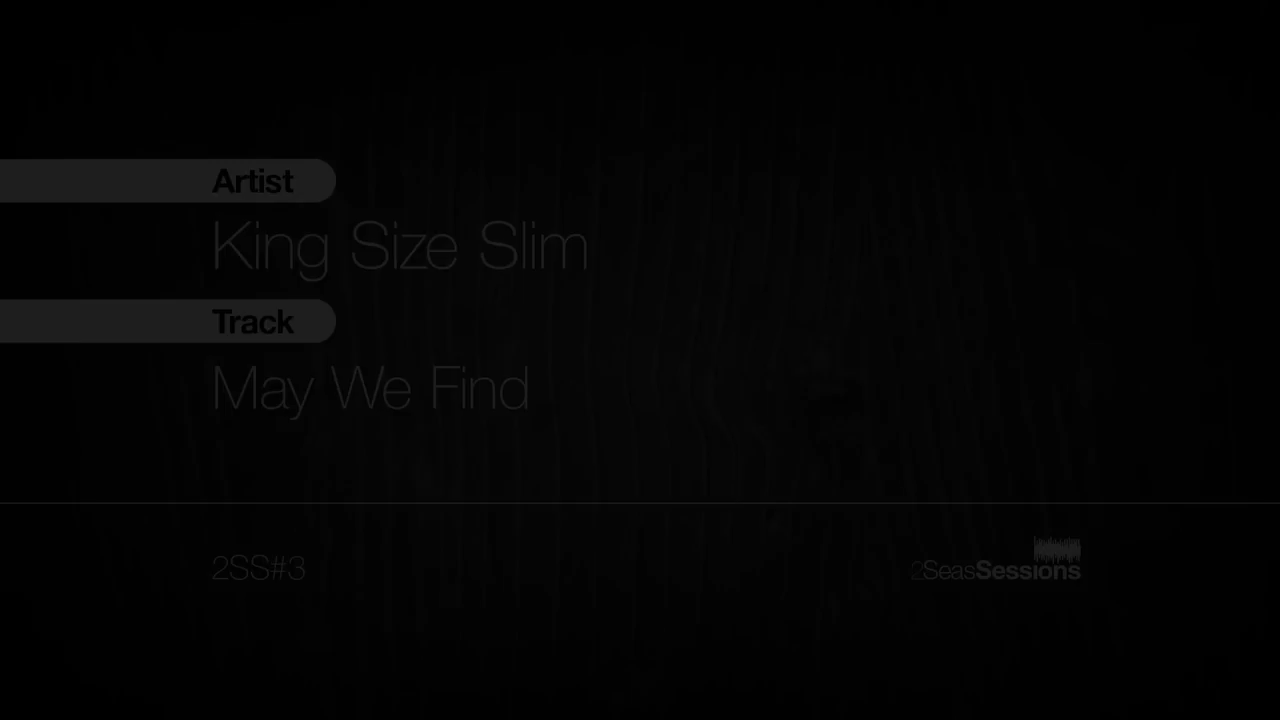 Artist
King Size Slim
Track
May We Find
2SS#3
2SeasSessions